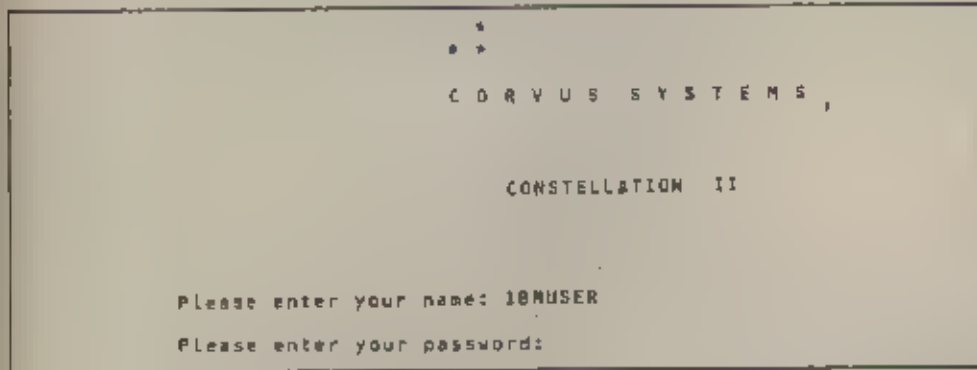 C O R V U S S Y S T E M S,
CONSTELLATION II
Please enter your name: IBMUSER
Please enter your password: